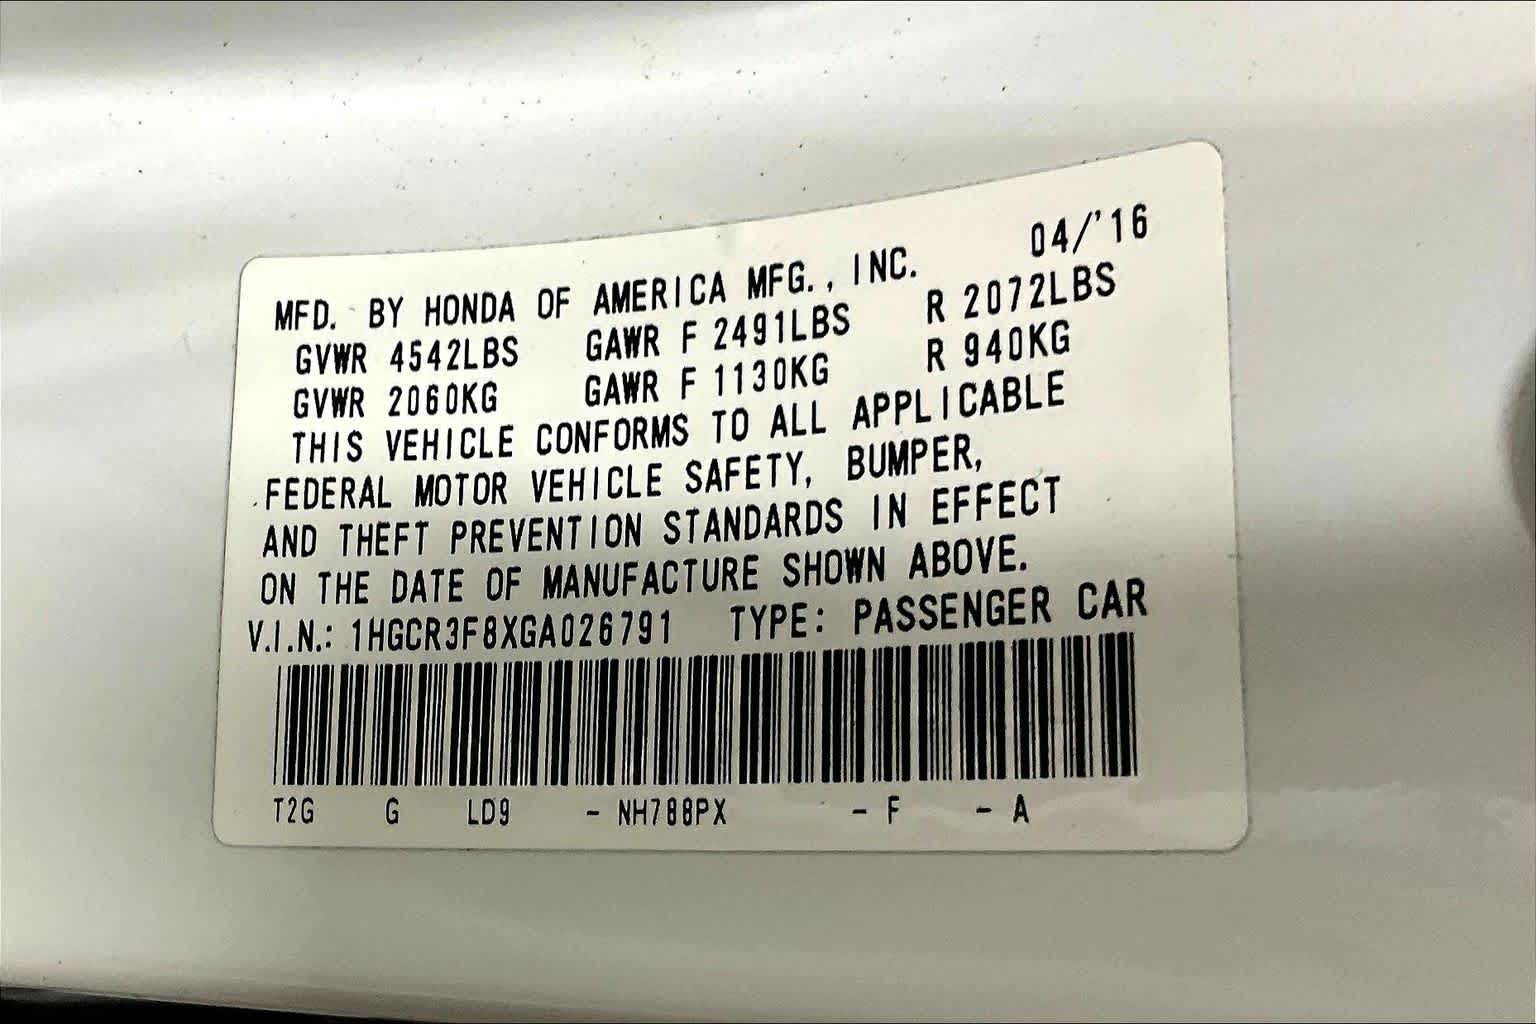 04/'16
MFD. BY HONDA OF AMERICA MFG., INC.
GVWR 4542LBS GAWR F 2491LBS R 2072LBS
GVWR 2060KG GAWR F 1130KG R 940KG
THIS VEHICLE CONFORMS TO ALL APPLICABLE
FEDERAL MOTOR VEHICLE SAFETY, BUMPER,
AND THEFT PREVENTION STANDARDS IN EFFECT
ON THE DATE OF MANUFACTURE SHOWN ABOVE.
V.I.N.: 1HGCR3F8XGA026791 TYPE: PASSENGER CAR
T2G G LD9 - NH788PX - F - A